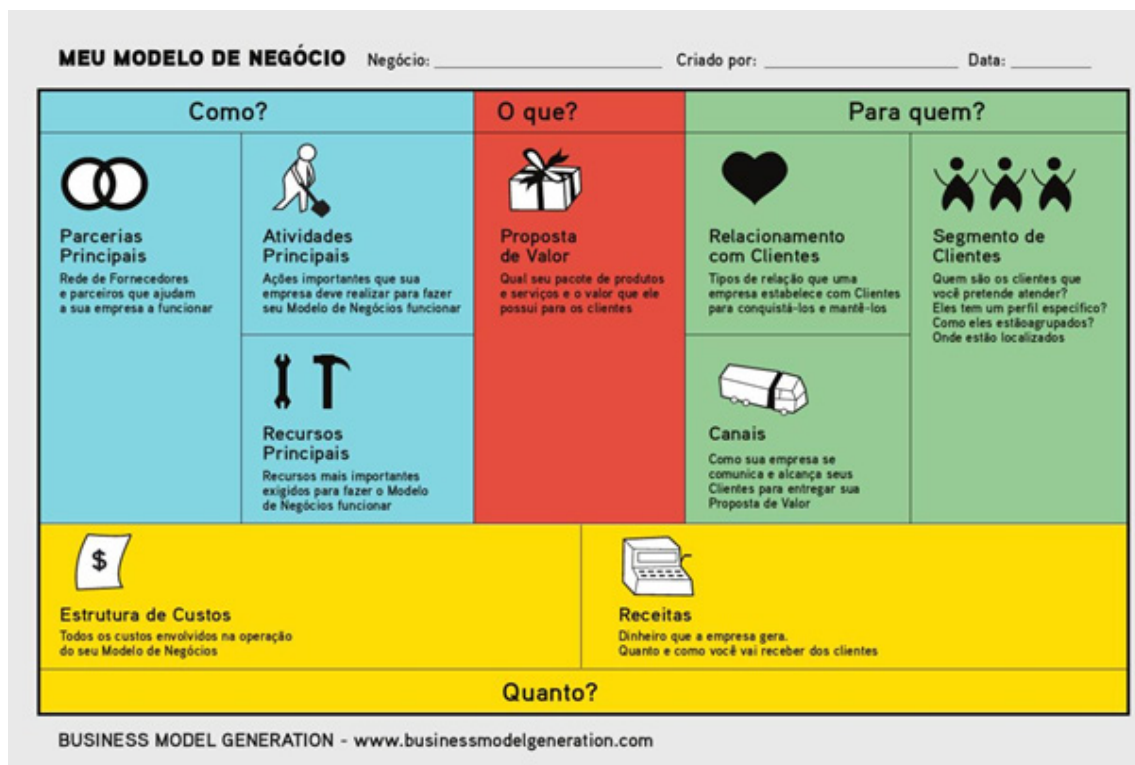 MEU MODELO DE NEGÓCIO Negócio: Criado por: Data:
Como?
O que?
Para quem?
Parcerias
Principais
Rede de Fornecedores
e parceiros que ajudam
a sua empresa a funcionar
Atividades
Principais
Ações importantes que sua
empresa deve realizar para fazer
seu Modelo de Negócios funcionar
Recursos
Principais
Recursos mais importantes
exigidos para fazer o Modelo
de Negócios funcionar
Proposta
de Valor
Qual seu pacote de produtos
e serviços e o valor que ele
possui para os clientes
Relacionamento
com Clientes
Tipos de relação que uma
empresa estabelece com Clientes
para conquistá-los e mantê-los
Canais
Como sua empresa se
comunica e alcança seus
Clientes para entregar sua
Proposta de Valor
Segmento de
Clientes
Quem são os clientes que
você pretende atender?
Eles tem um perfil específico?
Como eles estãoagrupados?
Onde estão localizados
$
Estrutura de Custos
Todos os custos envolvidos na operação
do seu Modelo de Negócios
Receitas
Dinheiro que a empresa gera.
Quanto e como você vai receber dos clientes
Quanto?
BUSINESS MODEL GENERATION - www.businessmodelgeneration.com